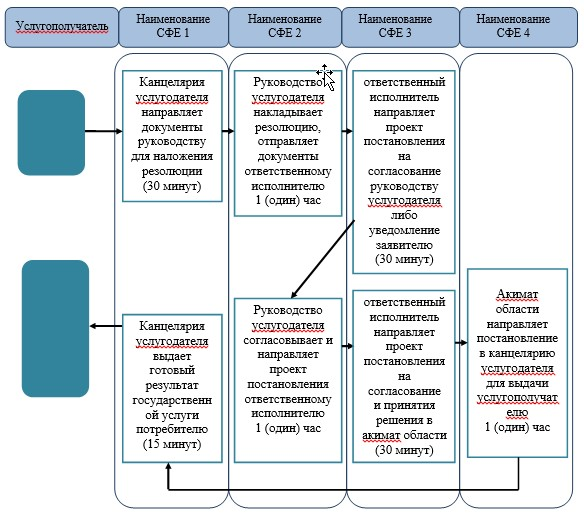 Услугополучатель
Наименование
СФЕ 1
Наименование
СФЕ 2
Наименование
СФЕ 3
Наименование
СФЕ 4
Канцелярия
услугодателя
направляет
документы
руководству
для наложения
резолюции
(30 минут)
Руководство
услугодателя
накладывает
резолюцию,
отправляет
документы
ответственному
исполнителю
1 (один) час
ответственный
исполнитель
направляет
проект
постановления
на
согласование
руководству
услугодателя
либо
уведомление
заявителю
(30 минут)
Канцелярия
услугодателя
выдает
готовый
результат
государственн
ой услуги
потребителю
(15 минут)
Руководство
услугодателя
согласовывает и
направляет
проект
постановления
ответственному
исполнителю
1 (один) час
ответственный
исполнитель
направляет
проект
постановления
на
согласование
и принятия
решения в
акимат области
(30 минут)
Акимат
области
направляет
постановление
в канцелярию
услугодателя
для выдачи
услугополучат
елю
1 (один) час